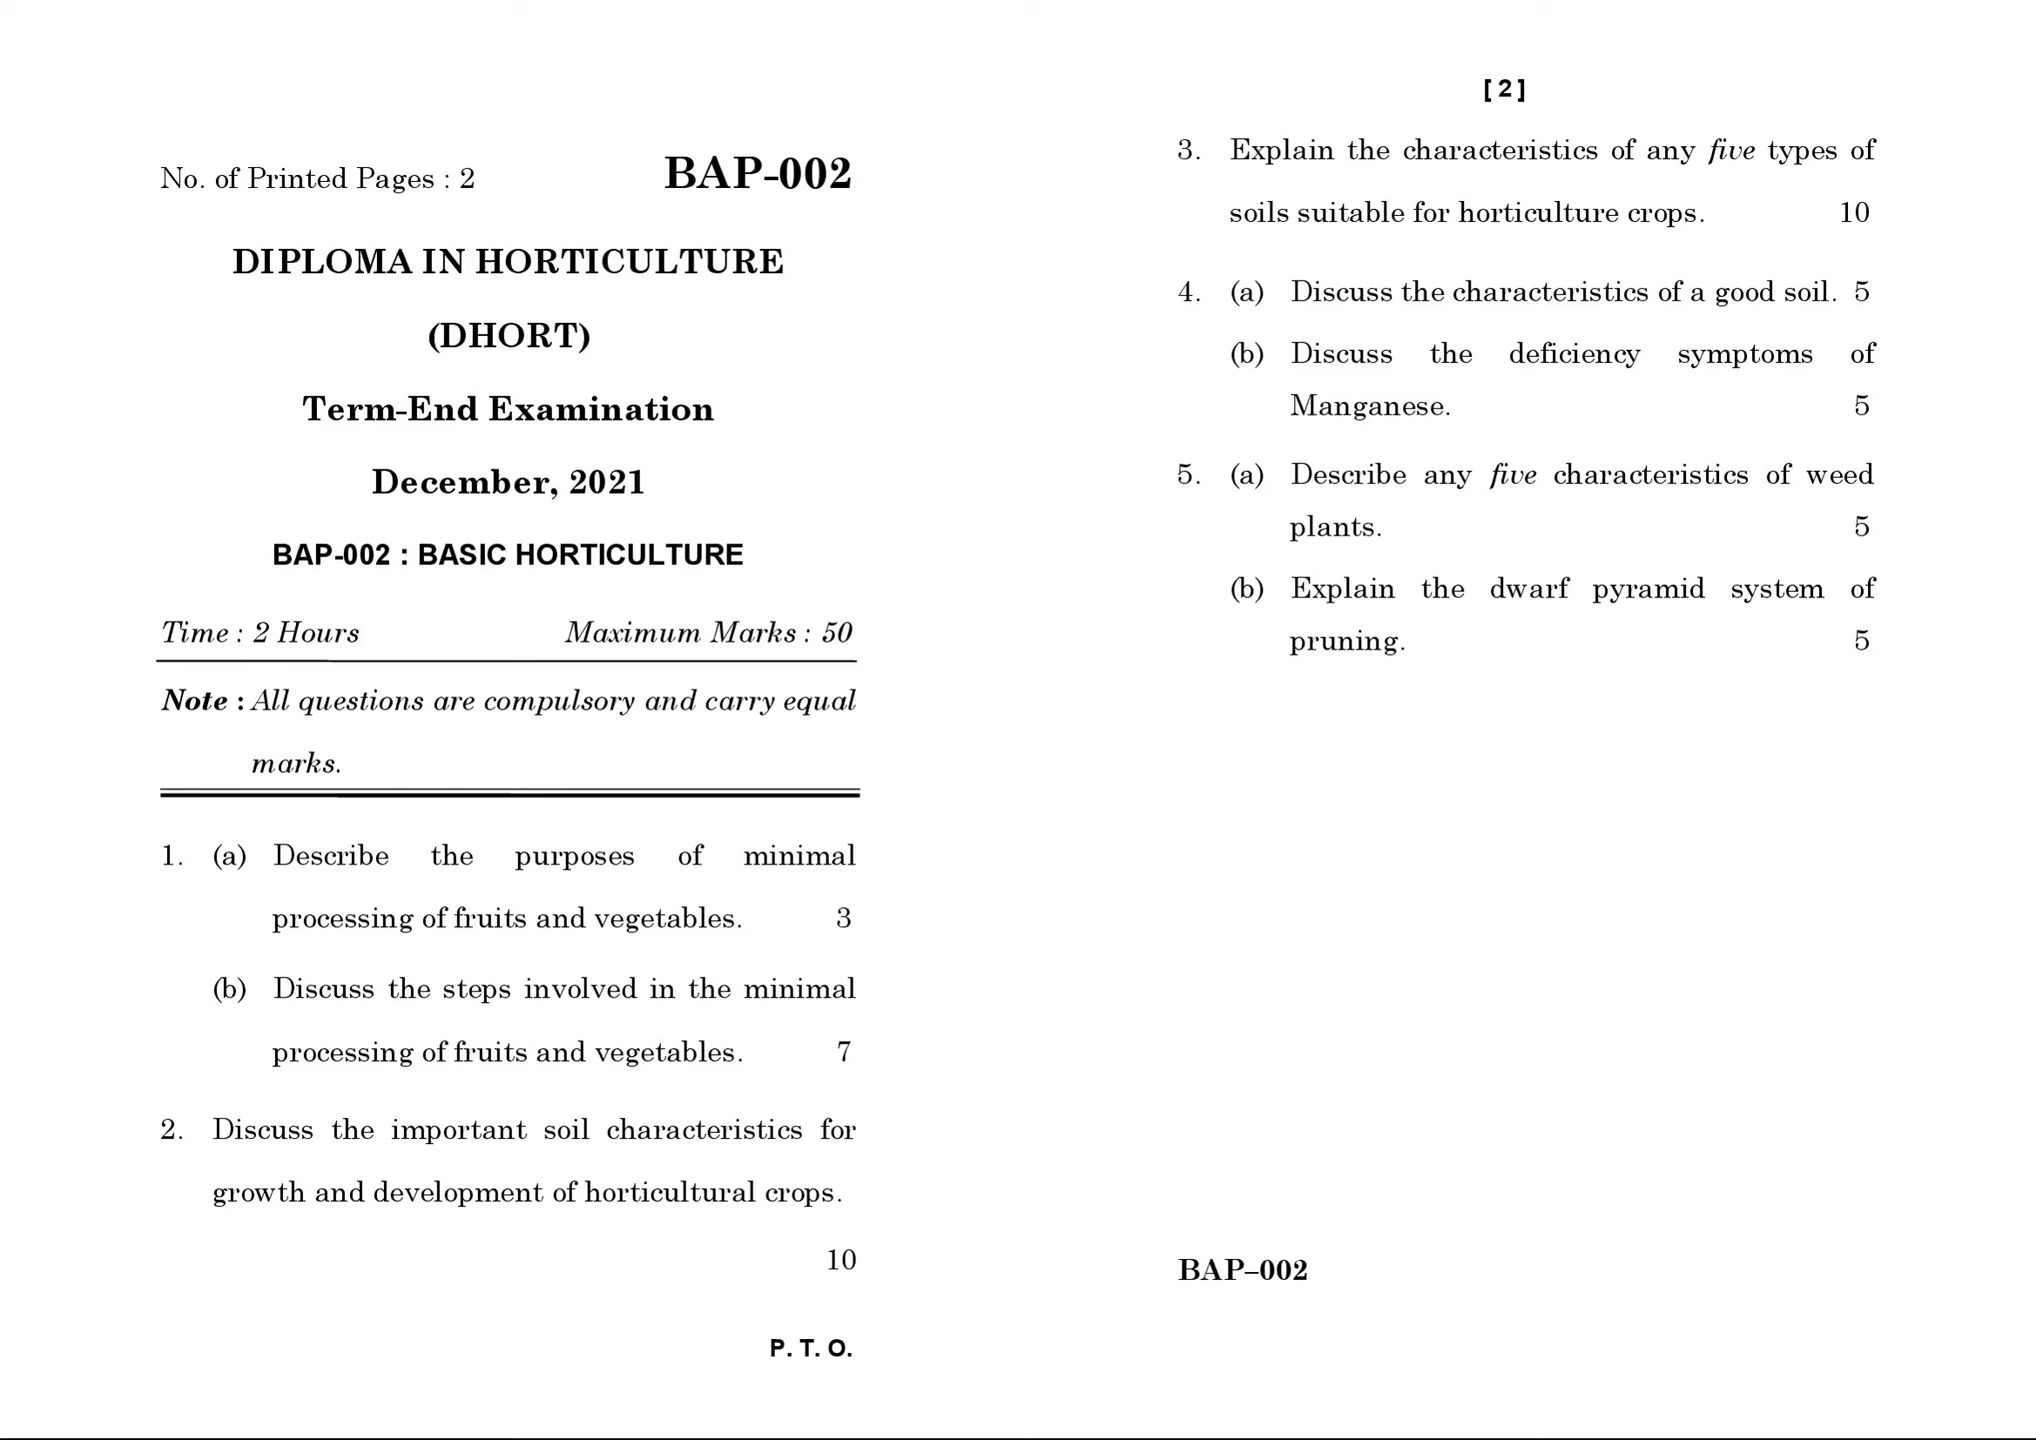 No. of Printed Pages : 2 BAP-002
DIPLOMA IN HORTICULTURE
(DHORT)
Term-End Examination
December, 2021
BAP-002 : BASIC HORTICULTURE
Time : 2 Hours Maximum Marks : 50
Note : All questions are compulsory and carry equal
marks.
1. (a) Describe the purposes of minimal
processing of fruits and vegetables. 3
(b) Discuss the steps involved in the minimal
processing of fruits and vegetables. 7
2. Discuss the important soil characteristics for
growth and development of horticultural crops.
10
P. T. O.
[ 2 ]
3. Explain the characteristics of any five types of
soils suitable for horticulture crops. 10
4. (a) Discuss the characteristics of a good soil. 5
(b) Discuss the deficiency symptoms of
Manganese. 5
5. (a) Describe any five characteristics of weed
plants. 5
(b) Explain the dwarf pyramid system of
pruning. 5
BAP–002